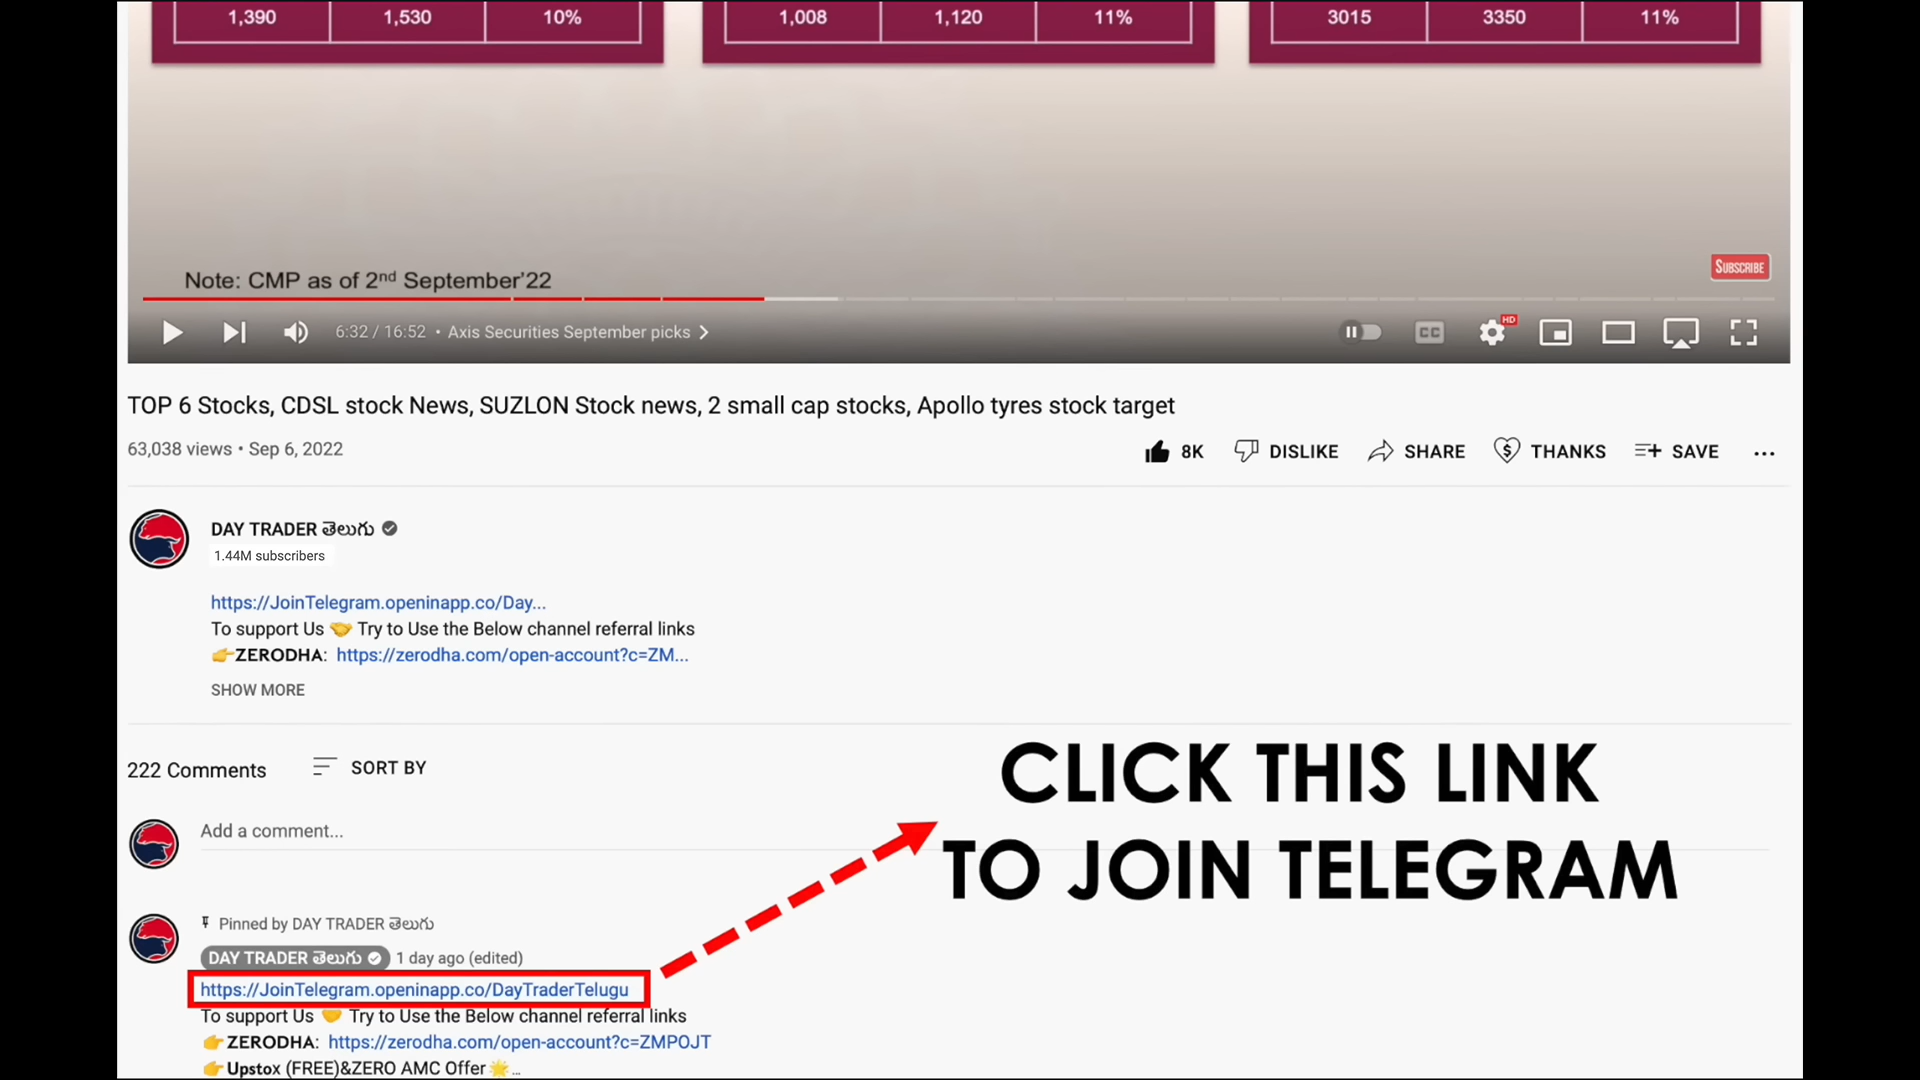 1,390 1,530 10% 1,008 1,120 11% 3015 3350 11%
Note: CMP as of 2nd September'22
SUBSCRIBE
6:32 / 16:52 • Axis Securities September picks
CC HD
TOP 6 Stocks, CDSL stock News, SUZLON Stock news, 2 small cap stocks, Apollo tyres stock target
63,038 views • Sep 6, 2022
8K DISLIKE SHARE THANKS SAVE ...
DAY TRADER తెలుగు
1.44M subscribers
https://JoinTelegram.openinapp.co/Day...
To support Us 🤝 Try to Use the Below channel referral links
👉ZERODHA: https://zerodha.com/open-account?c=ZM...
SHOW MORE
222 Comments SORT BY
CLICK THIS LINK
TO JOIN TELEGRAM
Add a comment...
Pinned by DAY TRADER తెలుగు
DAY TRADER తెలుగు 1 day ago (edited)
https://JoinTelegram.openinapp.co/DayTraderTelugu
To support Us 🤝 Try to Use the Below channel referral links
👉 ZERODHA: https://zerodha.com/open-account?c=ZMPOJT
👉 Upstox (FREE)&ZERO AMC Offer 🌟...